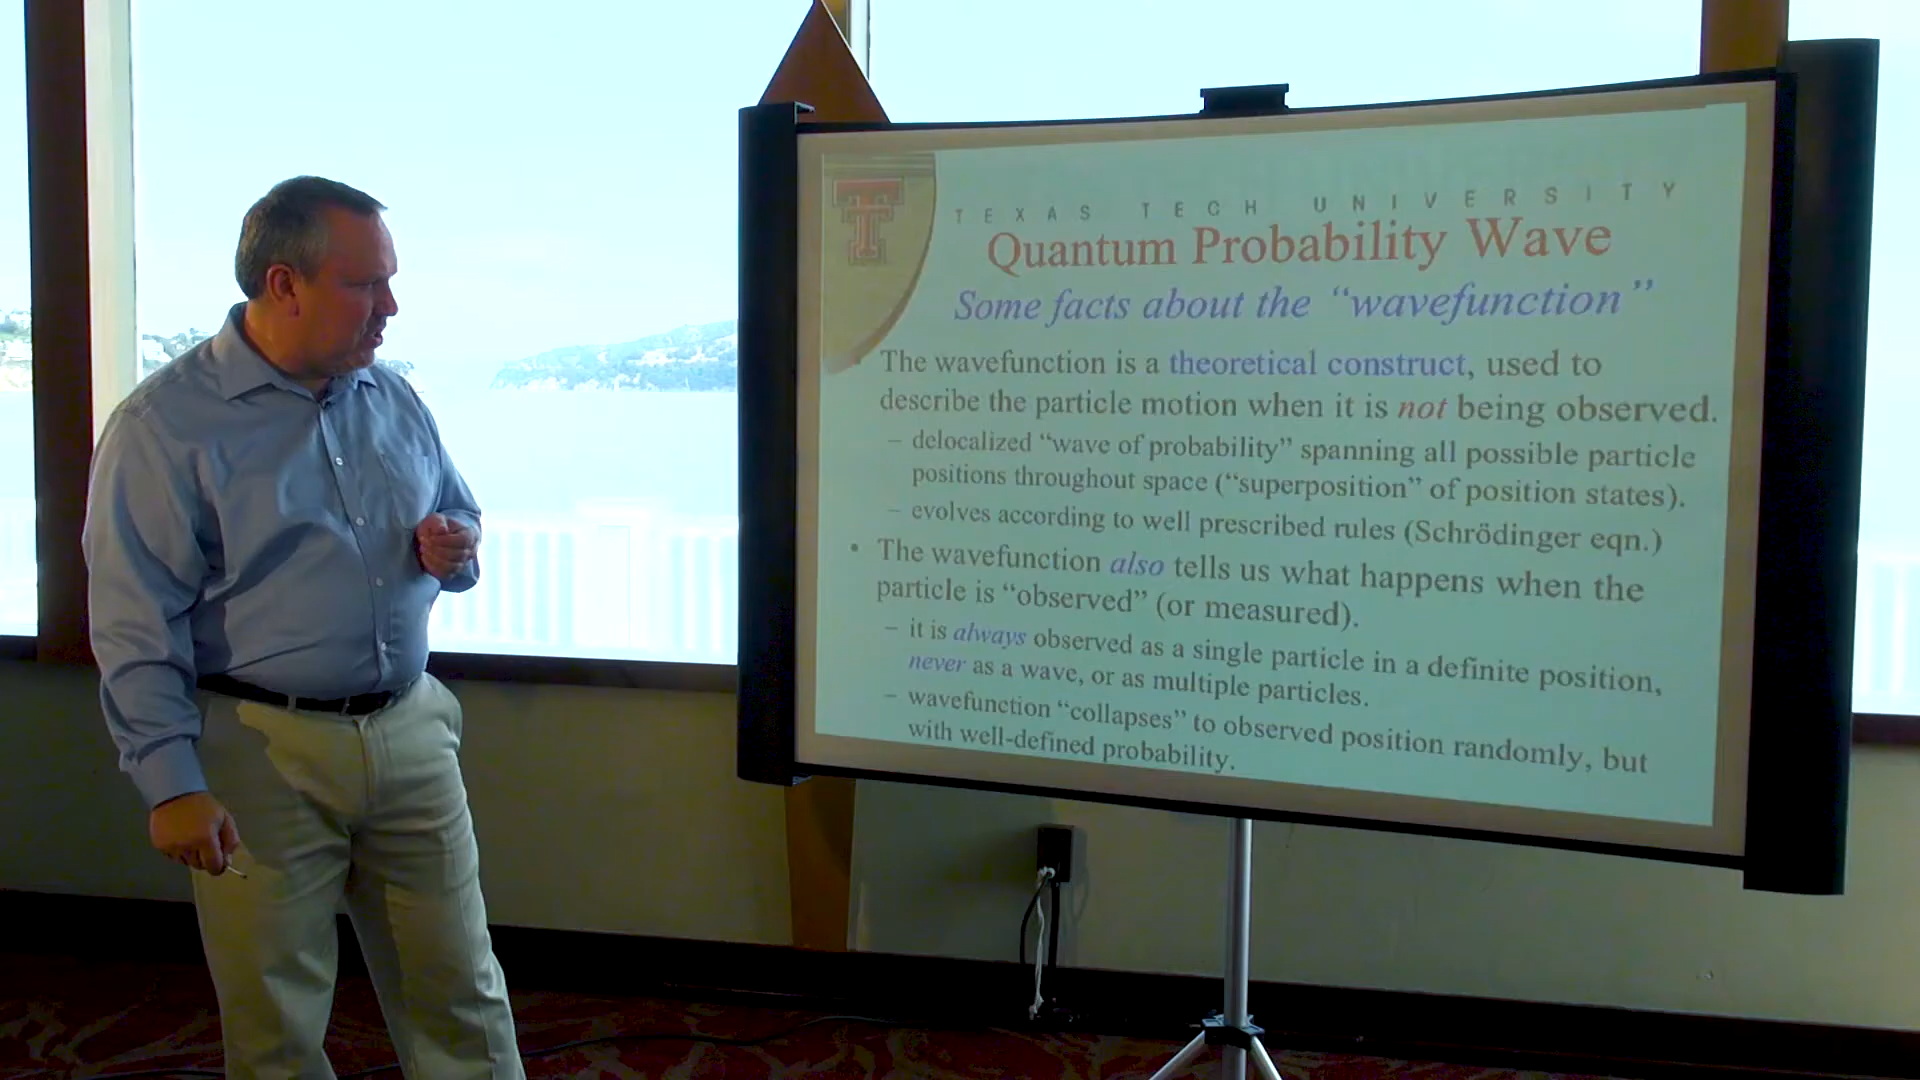 TEXAS TECH UNIVERSITY
Quantum Probability Wave
Some facts about the “wavefunction”
The wavefunction is a theoretical construct, used to
describe the particle motion when it is not being observed.
– delocalized “wave of probability” spanning all possible particle
positions throughout space (“superposition” of position states).
– evolves according to well prescribed rules (Schrödinger eqn.)
• The wavefunction also tells us what happens when the
particle is “observed” (or measured).
– it is always observed as a single particle in a definite position,
never as a wave, or as multiple particles.
– wavefunction “collapses” to observed position randomly, but
with well-defined probability.